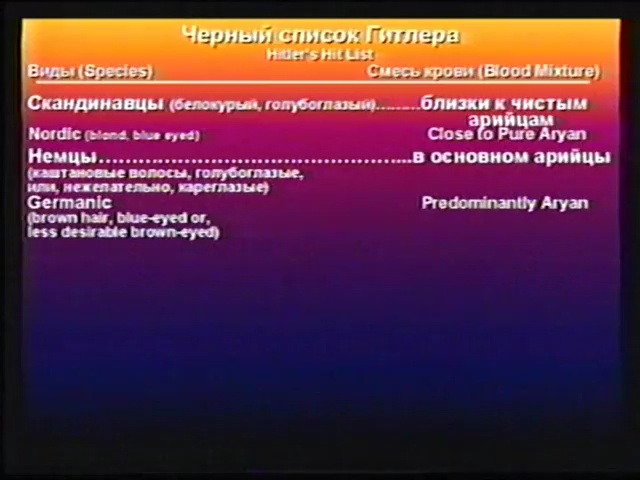 Черный список Гитлера
Hitler's Hit List
Виды (Species) Смесь крови (Blood Mixture)
Скандинавцы (белокурый, голубоглазый).........близки к чистым
арийцам
Nordic (blond, blue eyed) Close to Pure Aryan
Немцы................................................в основном арийцы
(каштановые волосы, голубоглазые,
или, нежелательно, кареглазые)
Germanic Predominantly Aryan
(brown hair, blue-eyed or,
less desirable brown-eyed)